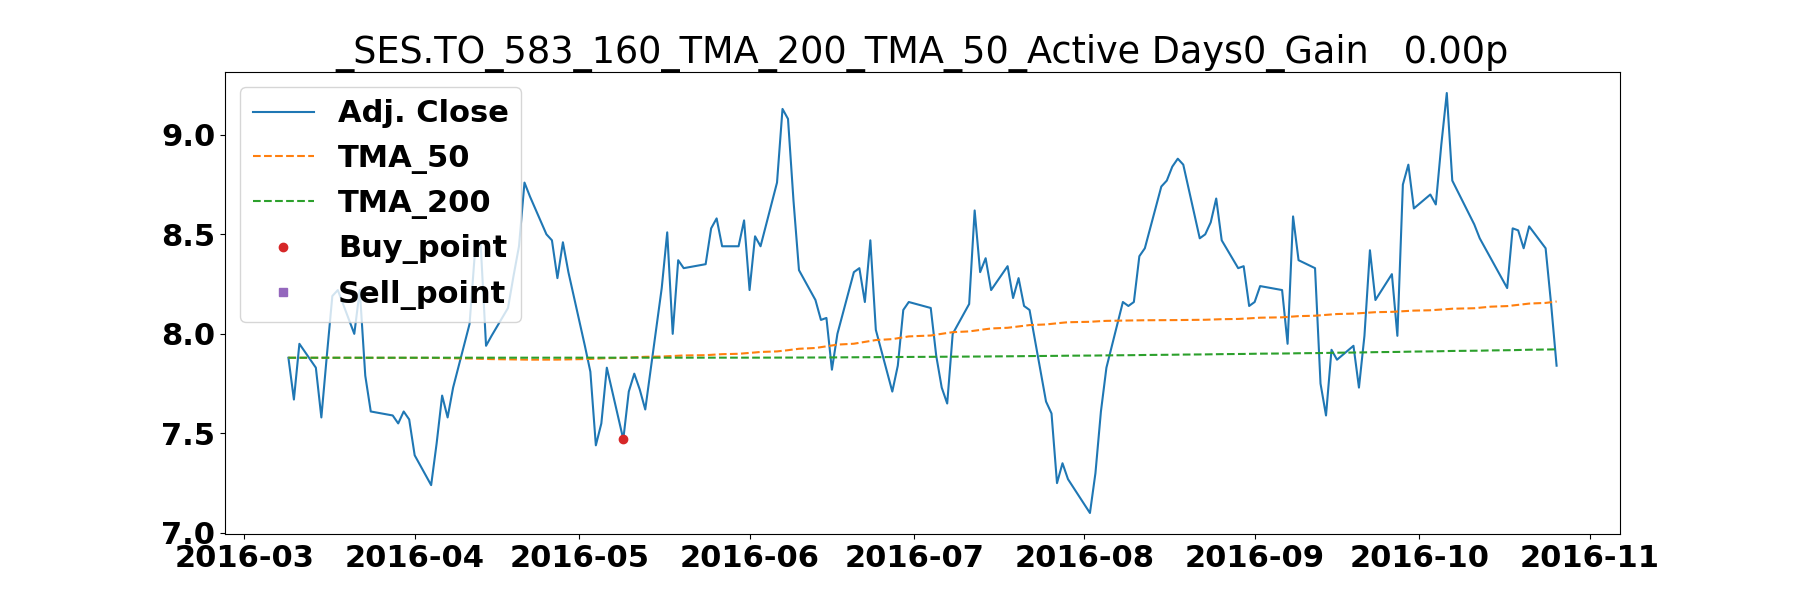 _SES.TO_583_160_TMA_200_TMA_50_Active Days0_Gain   0.00p
Adj. Close
TMA_50
TMA_200
Buy_point
Sell_point
9.0
8.5
8.0
7.5
7.0
2016-03 2016-04 2016-05 2016-06 2016-07 2016-08 2016-09 2016-10 2016-11